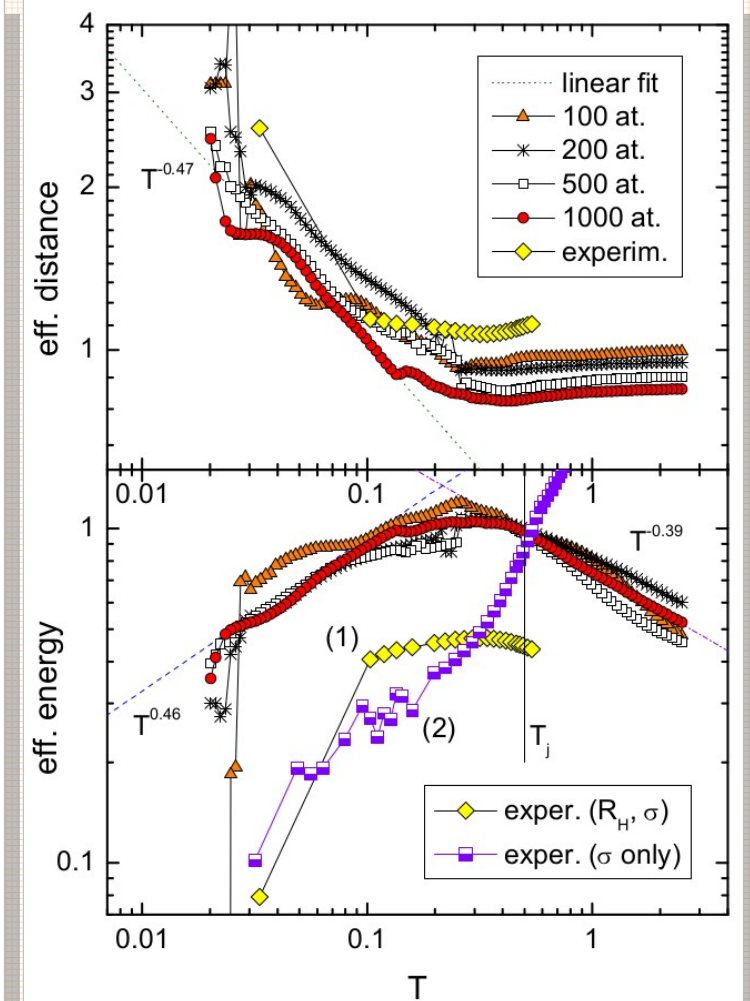 4
3
2
1
eff. distance
T^-0.47
linear fit
100 at.
200 at.
500 at.
1000 at.
experim.
0.01 0.1 1
1
0.1
eff. energy
T^-0.39
(1)
T^0.46
(2)
T_j
exper. (R_H, σ)
exper. (σ only)
0.01 0.1 1
T